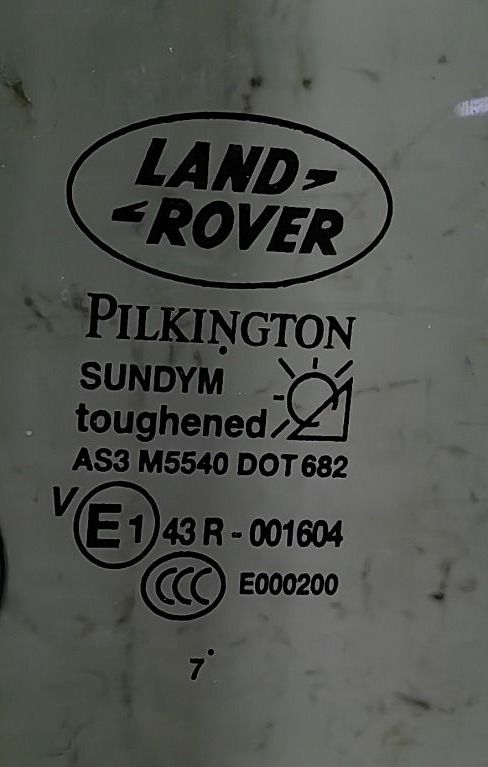 LAND
ROVER
PILKINGTON
SUNDYM
toughened
AS3 M5540 DOT 682
V E1 43 R - 001604
CCC E000200
7